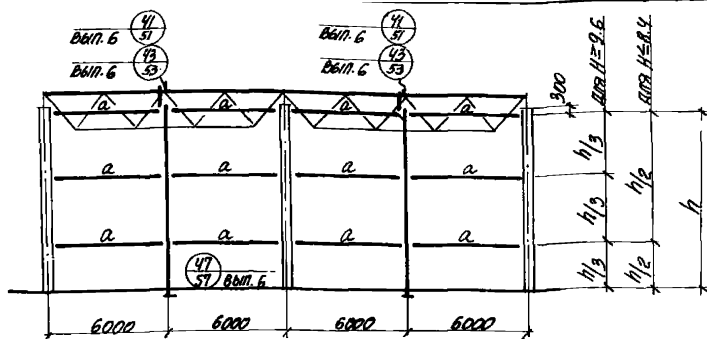 Вып. 6 41/51
Вып. 6 43/53
Вып. 6 41/51
Вып. 6 43/53
а а а а
а а а а
а а а а
47/57 Вып. 6
6000 6000 6000 6000
300
h/3
h/3
h/3
для H≥9.6
h/2
h/2
для H≤8.4
h